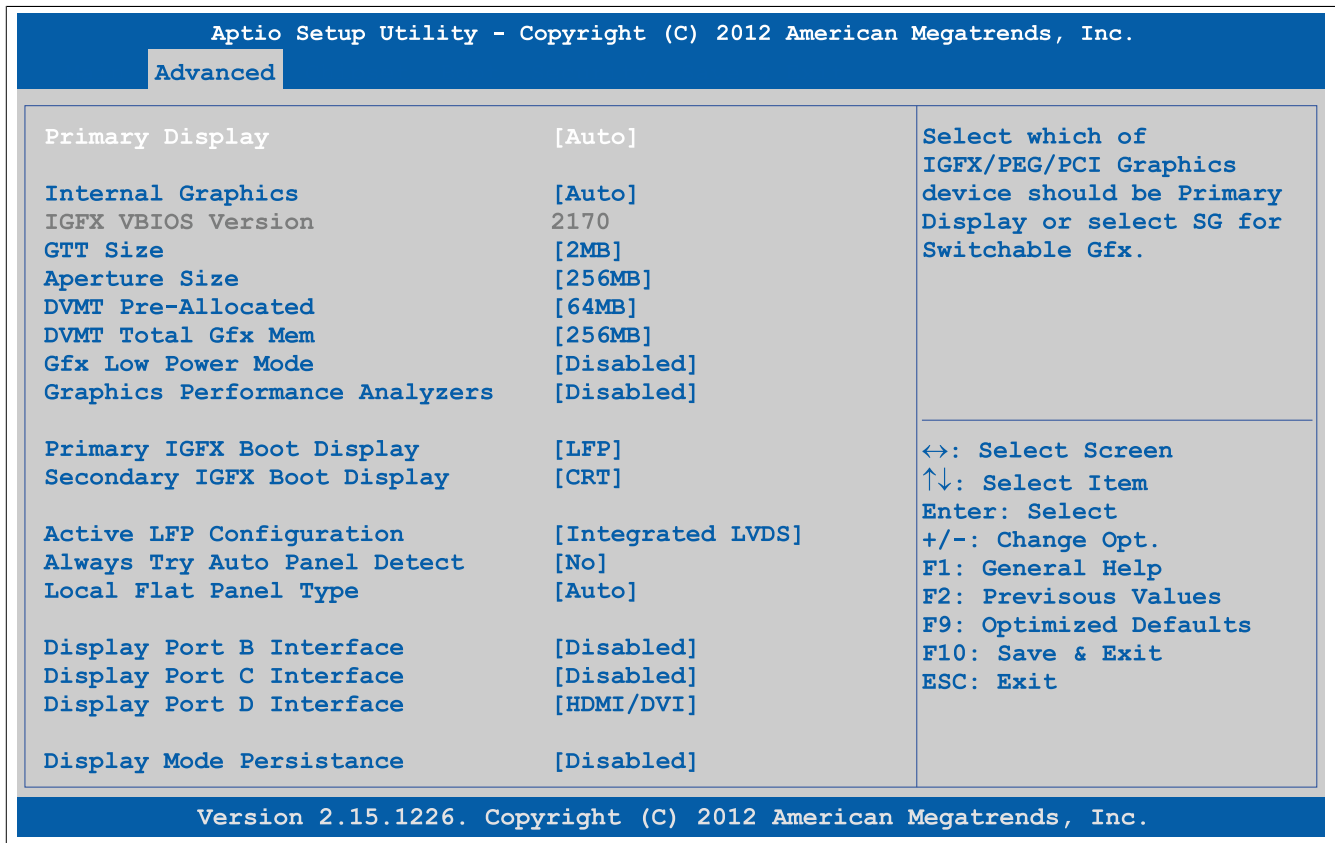 Aptio Setup Utility - Copyright (C) 2012 American Megatrends, Inc.
Advanced
Primary Display [Auto]
Internal Graphics [Auto]
IGFX VBIOS Version 2170
GTT Size [2MB]
Aperture Size [256MB]
DVMT Pre-Allocated [64MB]
DVMT Total Gfx Mem [256MB]
Gfx Low Power Mode [Disabled]
Graphics Performance Analyzers [Disabled]
Primary IGFX Boot Display [LFP]
Secondary IGFX Boot Display [CRT]
Active LFP Configuration [Integrated LVDS]
Always Try Auto Panel Detect [No]
Local Flat Panel Type [Auto]
Display Port B Interface [Disabled]
Display Port C Interface [Disabled]
Display Port D Interface [HDMI/DVI]
Display Mode Persistance [Disabled]
Select which of
IGFX/PEG/PCI Graphics
device should be Primary
Display or select SG for
Switchable Gfx.
↔: Select Screen
↑↓: Select Item
Enter: Select
+/-: Change Opt.
F1: General Help
F2: Previsous Values
F9: Optimized Defaults
F10: Save & Exit
ESC: Exit
Version 2.15.1226. Copyright (C) 2012 American Megatrends, Inc.